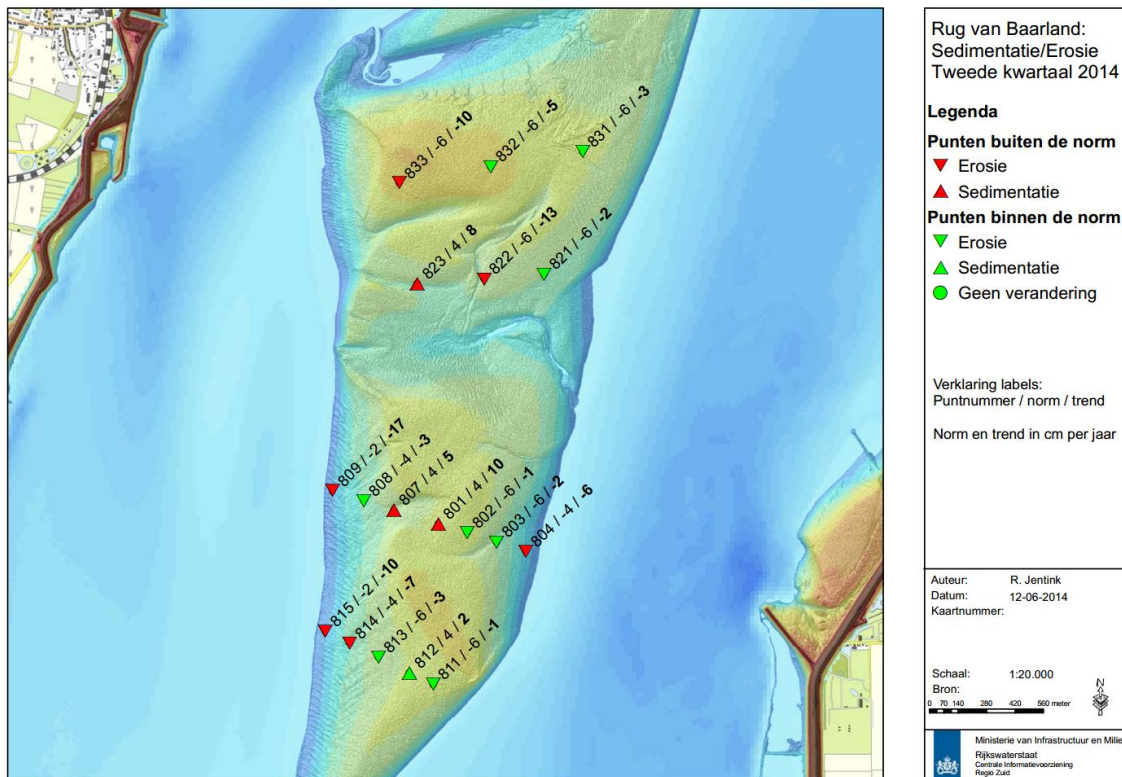 833 / -6 / -10
832 / -6 / -5
831 / -6 / -3
823 / 4 / 8
822 / -6 / -13
821 / -6 / -2
809 / -2 / -17
808 / -4 / -3
807 / 4 / 5
801 / 4 / 10
802 / -6 / -1
803 / -6 / -2
804 / -4 / -6
815 / -2 / -10
814 / -4 / -7
813 / -6 / -3
812 / 4 / 2
811 / -6 / -1
Rug van Baarland:
Sedimentatie/Erosie
Tweede kwartaal 2014
Legenda
Punten buiten de norm
Erosie
Sedimentatie
Punten binnen de norm
Erosie
Sedimentatie
Geen verandering
Verklaring labels:
Puntnummer / norm / trend
Norm en trend in cm per jaar
Auteur: R. Jentink
Datum: 12-06-2014
Kaartnummer:
Schaal: 1:20.000
Bron:
N
0 70 140 280 420 560 meter
Ministerie van Infrastructuur en Milie
Rijkswaterstaat
Centrale Informatievoorziening
Regio Zuid